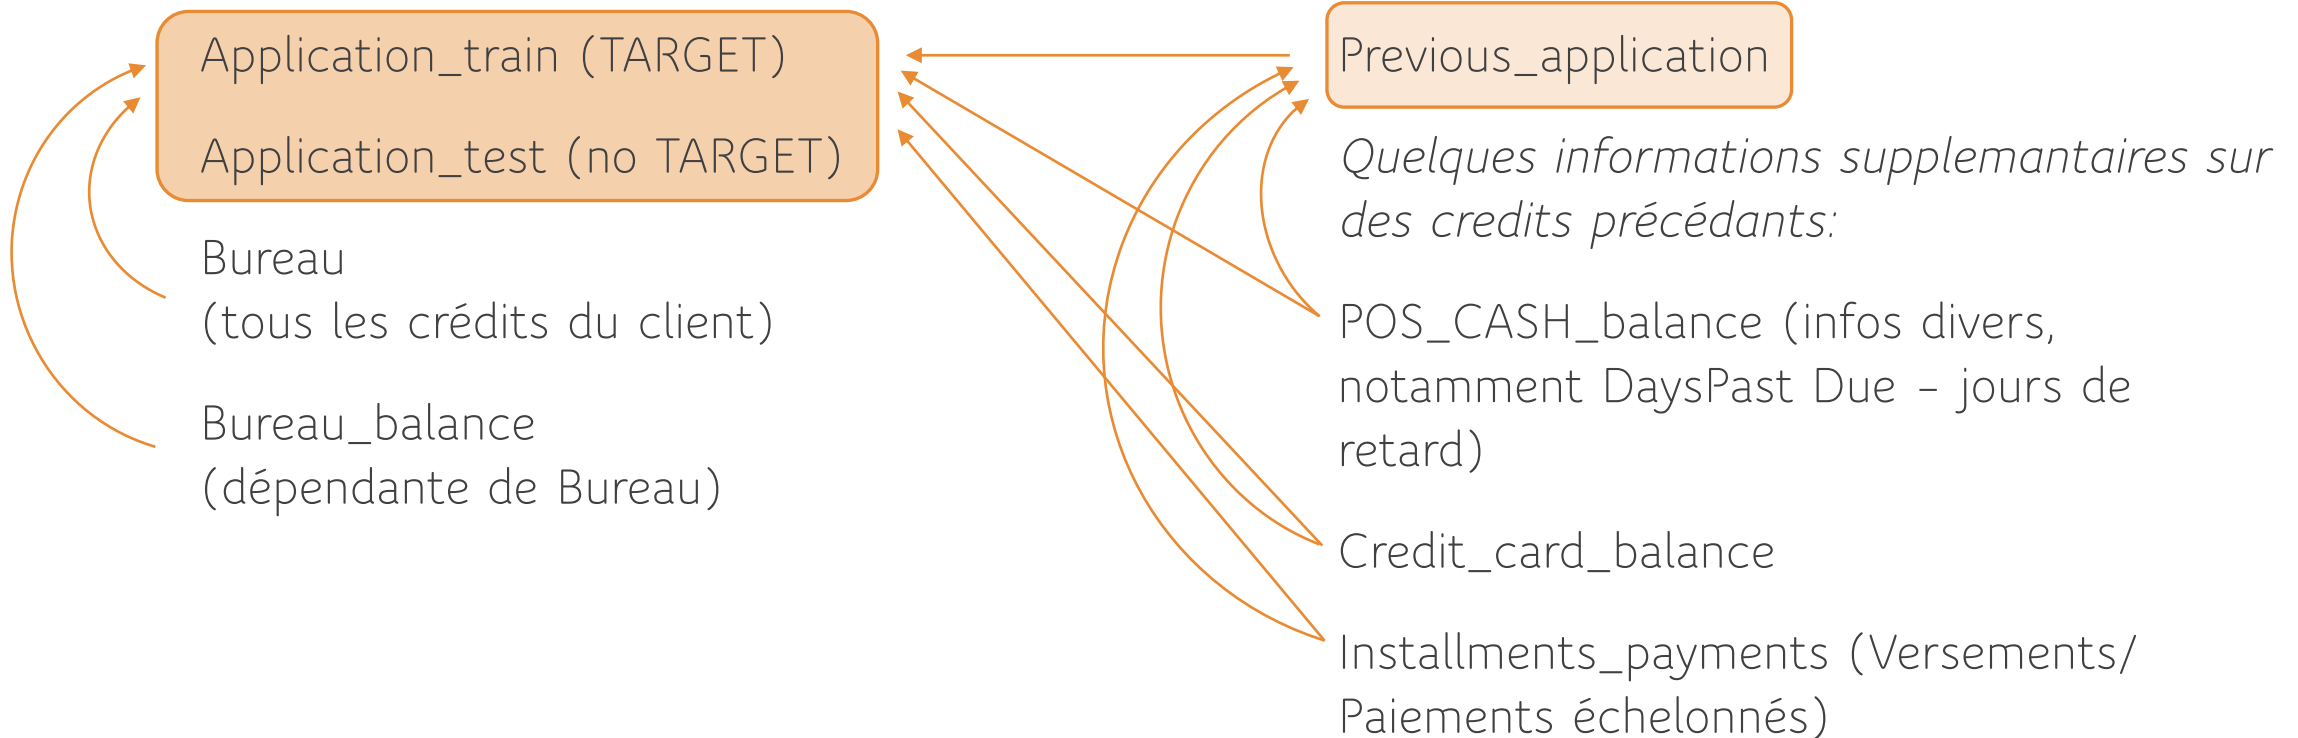 Application_train (TARGET)
Application_test (no TARGET)
Bureau
(tous les crédits du client)
Bureau_balance
(dépendante de Bureau)
Previous_application
Quelques informations supplemantaires sur
des credits précédants:
POS_CASH_balance (infos divers,
notamment DaysPast Due – jours de
retard)
Credit_card_balance
Installments_payments (Versements/
Paiements échelonnés)